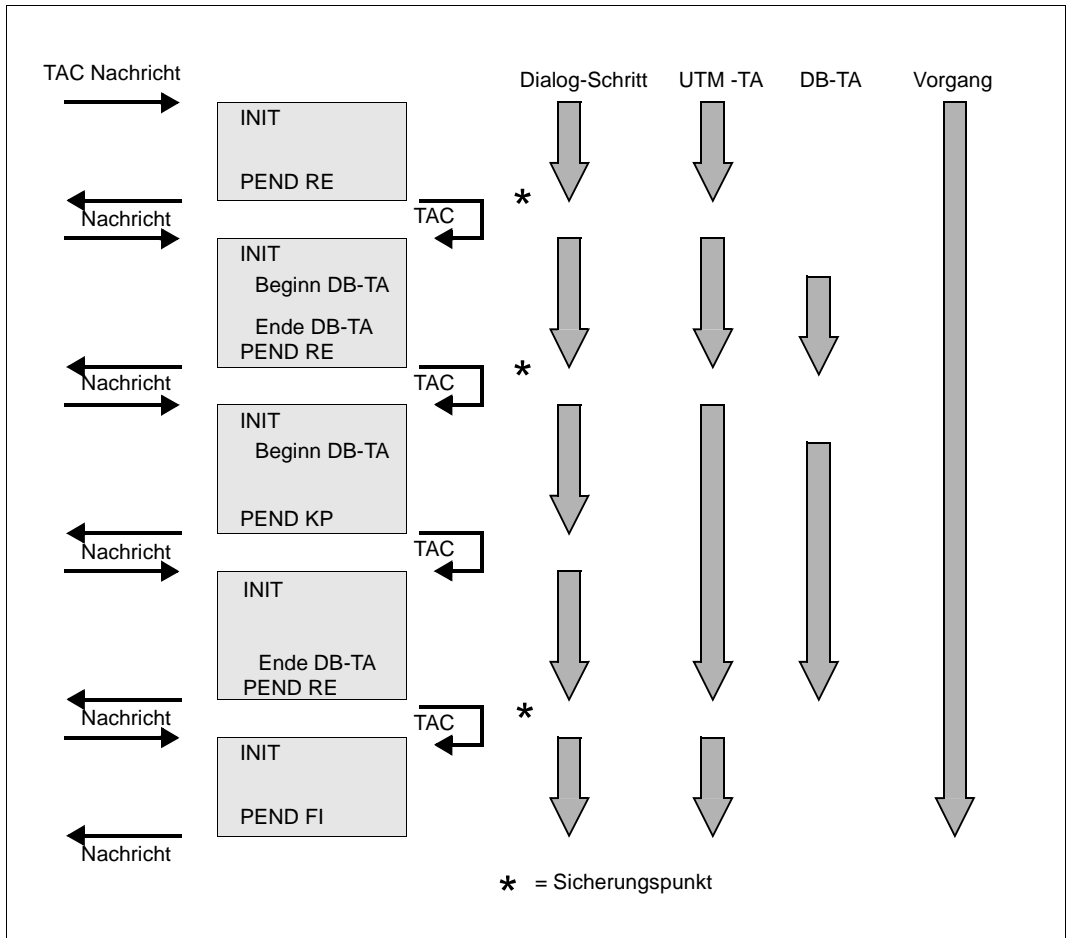 TAC Nachricht
Dialog-Schritt UTM -TA DB-TA Vorgang
INIT
PEND RE
*
Nachricht
TAC
INIT
Beginn DB-TA
Ende DB-TA
PEND RE
*
Nachricht
TAC
INIT
Beginn DB-TA
PEND KP
Nachricht
TAC
INIT
Ende DB-TA
PEND RE
*
Nachricht
TAC
INIT
PEND FI
Nachricht
* = Sicherungspunkt